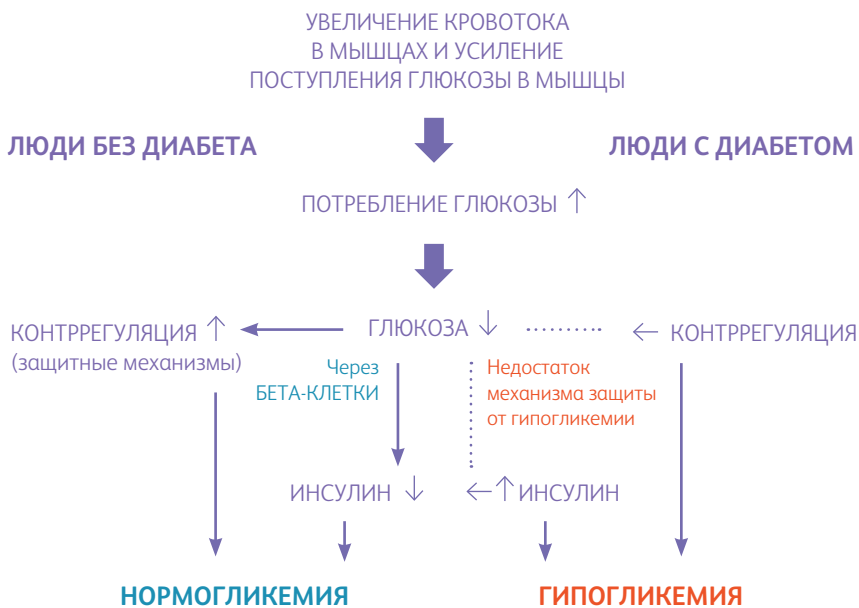 УВЕЛИЧЕНИЕ КРОВОТОКА
В МЫШЦАХ И УСИЛЕНИЕ
ПОСТУПЛЕНИЯ ГЛЮКОЗЫ В МЫШЦЫ
ЛЮДИ БЕЗ ДИАБЕТА
ЛЮДИ С ДИАБЕТОМ
ПОТРЕБЛЕНИЕ ГЛЮКОЗЫ ↑
КОНТРРЕГУЛЯЦИЯ ↑
(защитные механизмы)
ГЛЮКОЗА ↓
← КОНТРРЕГУЛЯЦИЯ
Через
БЕТА-КЛЕТКИ
Недостаток
механизма защиты
от гипогликемии
ИНСУЛИН ↓
←↑ ИНСУЛИН
НОРМОГЛИКЕМИЯ
ГИПОГЛИКЕМИЯ